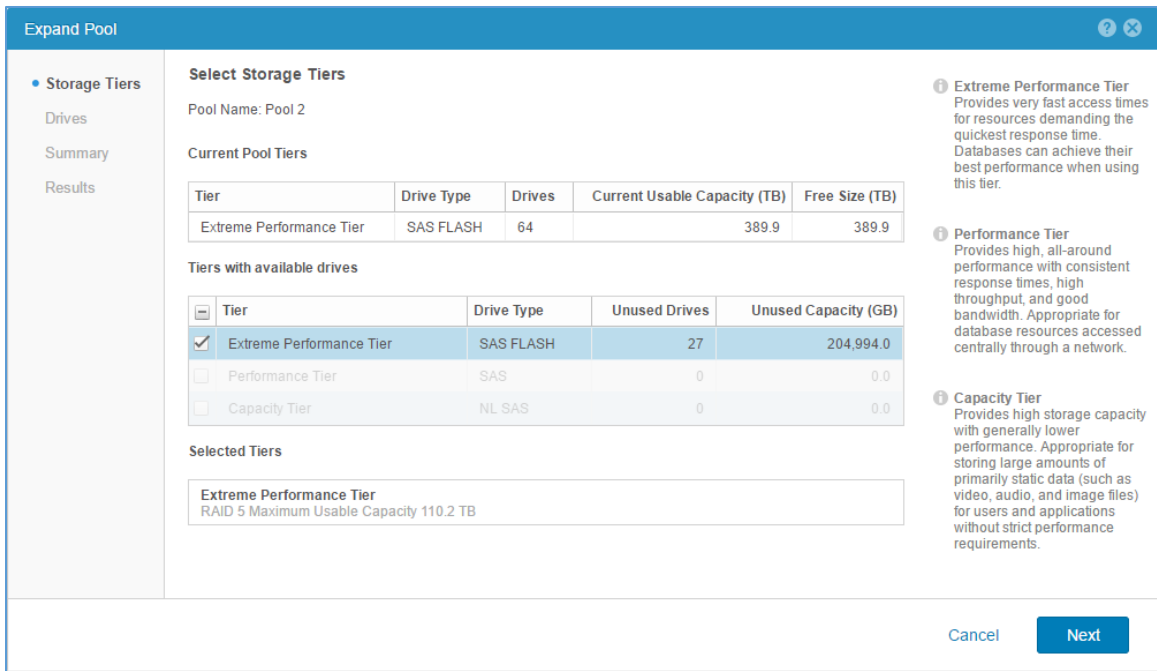 Expand Pool
Storage Tiers
Drives
Summary
Results
Select Storage Tiers
Pool Name: Pool 2
Current Pool Tiers
Tier Drive Type Drives Current Usable Capacity (TB) Free Size (TB)
Extreme Performance Tier SAS FLASH 64 389.9 389.9
Tiers with available drives
Tier Drive Type Unused Drives Unused Capacity (GB)
Extreme Performance Tier SAS FLASH 27 204,994.0
Performance Tier SAS 0 0.0
Capacity Tier NL SAS 0 0.0
Selected Tiers
Extreme Performance Tier
RAID 5 Maximum Usable Capacity 110.2 TB
Extreme Performance Tier
Provides very fast access times
for resources demanding the
quickest response time.
Databases can achieve their
best performance when using
this tier.
Performance Tier
Provides high, all-around
performance with consistent
response times, high
throughput, and good
bandwidth. Appropriate for
database resources accessed
centrally through a network.
Capacity Tier
Provides high storage capacity
with generally lower
performance. Appropriate for
storing large amounts of
primarily static data (such as
video, audio, and image files)
for users and applications
without strict performance
requirements.
Cancel
Next